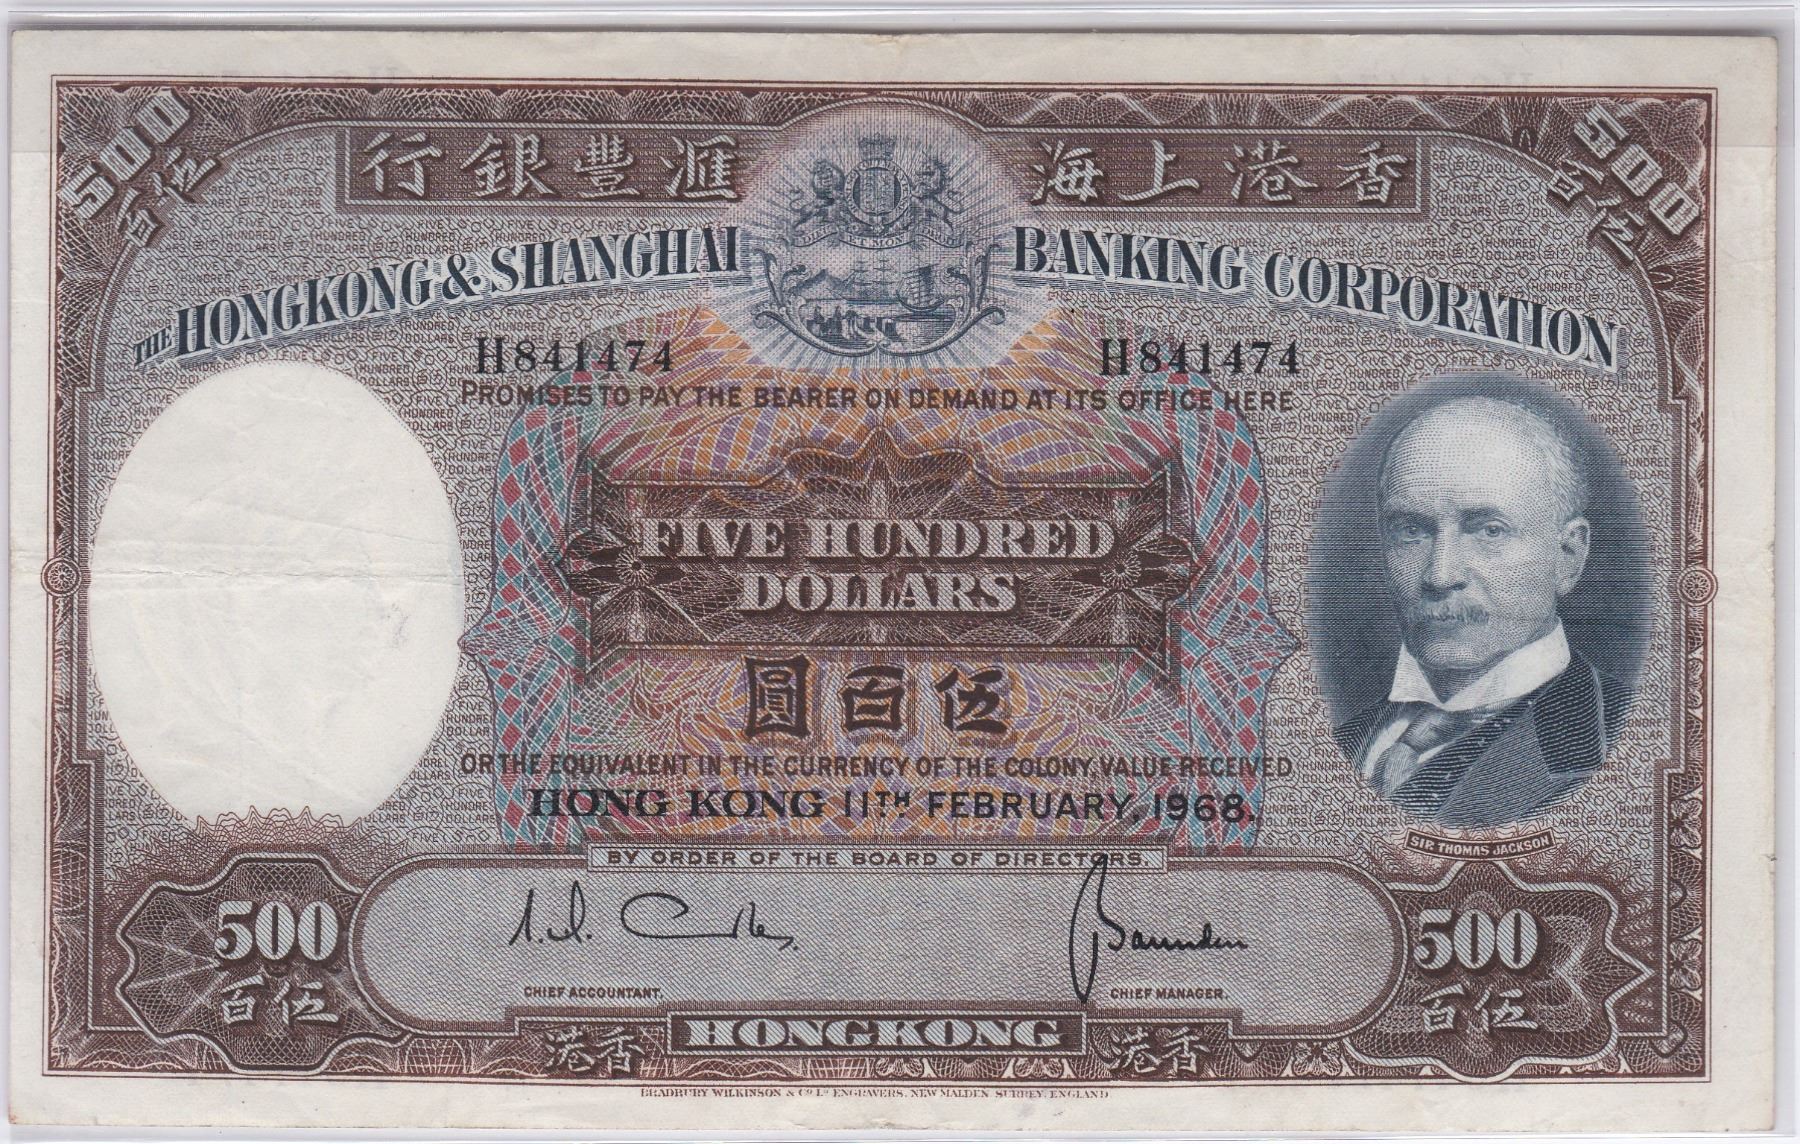 500
伍百
500
伍百
香港上海
滙豐銀行
THE HONGKONG & SHANGHAI BANKING CORPORATION
H841474 H841474
PROMISES TO PAY THE BEARER ON DEMAND AT ITS OFFICE HERE
FIVE HUNDRED
DOLLARS
伍百圓
OR THE EQUIVALENT IN THE CURRENCY OF THE COLONY, VALUE RECEIVED
HONG KONG 11TH FEBRUARY, 1968.
SIR THOMAS JACKSON
BY ORDER OF THE BOARD OF DIRECTORS.
500
伍百
500
伍百
CHIEF ACCOUNTANT. CHIEF MANAGER.
香港 HONGKONG 香港
BRADBURY WILKINSON & Co Ld ENGRAVERS, NEW MALDEN SURREY, ENGLAND